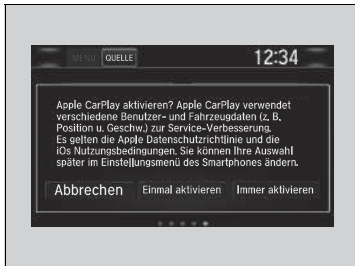 MENU QUELLE 12:34
Apple CarPlay aktivieren? Apple CarPlay verwendet
verschiedene Benutzer- und Fahrzeugdaten (z. B.
Position u. Geschw.) zur Service-Verbesserung.
Es gelten die Apple Datenschutzrichtlinie und die
iOs Nutzungsbedingungen. Sie können Ihre Auswahl
später im Einstellungsmenü des Smartphones ändern.
Abbrechen Einmal aktivieren Immer aktivieren